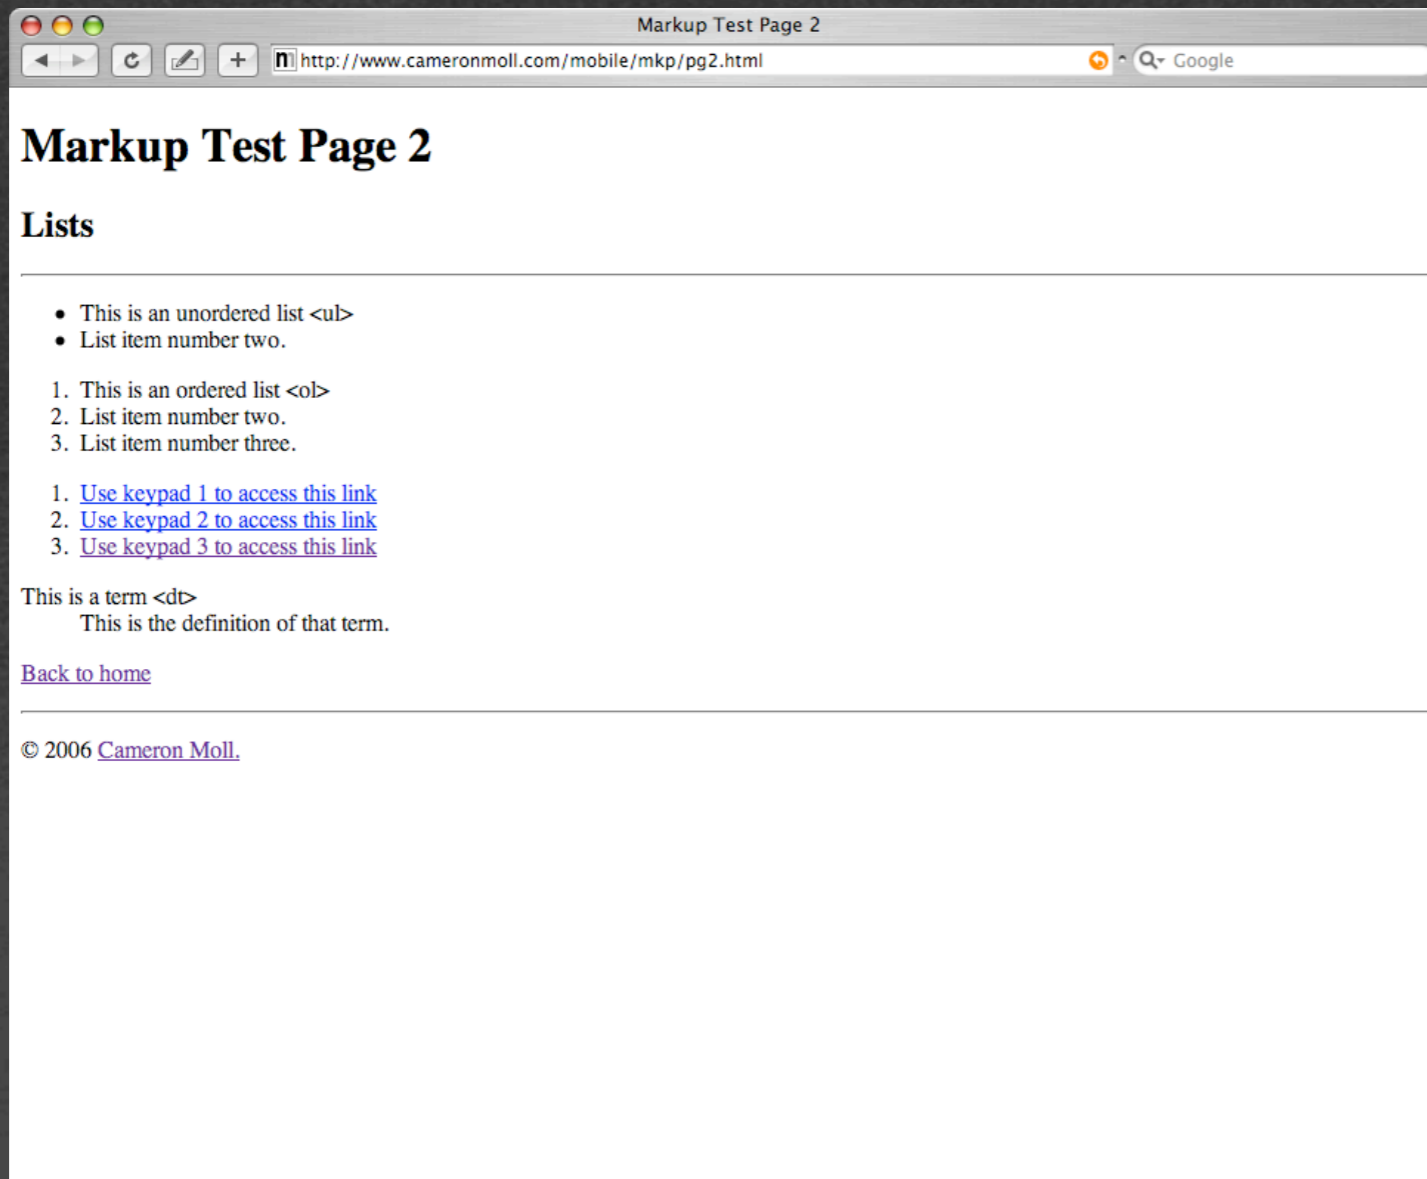 Markup Test Page 2
http://www.cameronmoll.com/mobile/mkp/pg2.html
Google
Markup Test Page 2
Lists
• This is an unordered list <ul>
• List item number two.
1. This is an ordered list <ol>
2. List item number two.
3. List item number three.
1. Use keypad 1 to access this link
2. Use keypad 2 to access this link
3. Use keypad 3 to access this link
This is a term <dt>
This is the definition of that term.
Back to home
© 2006 Cameron Moll.